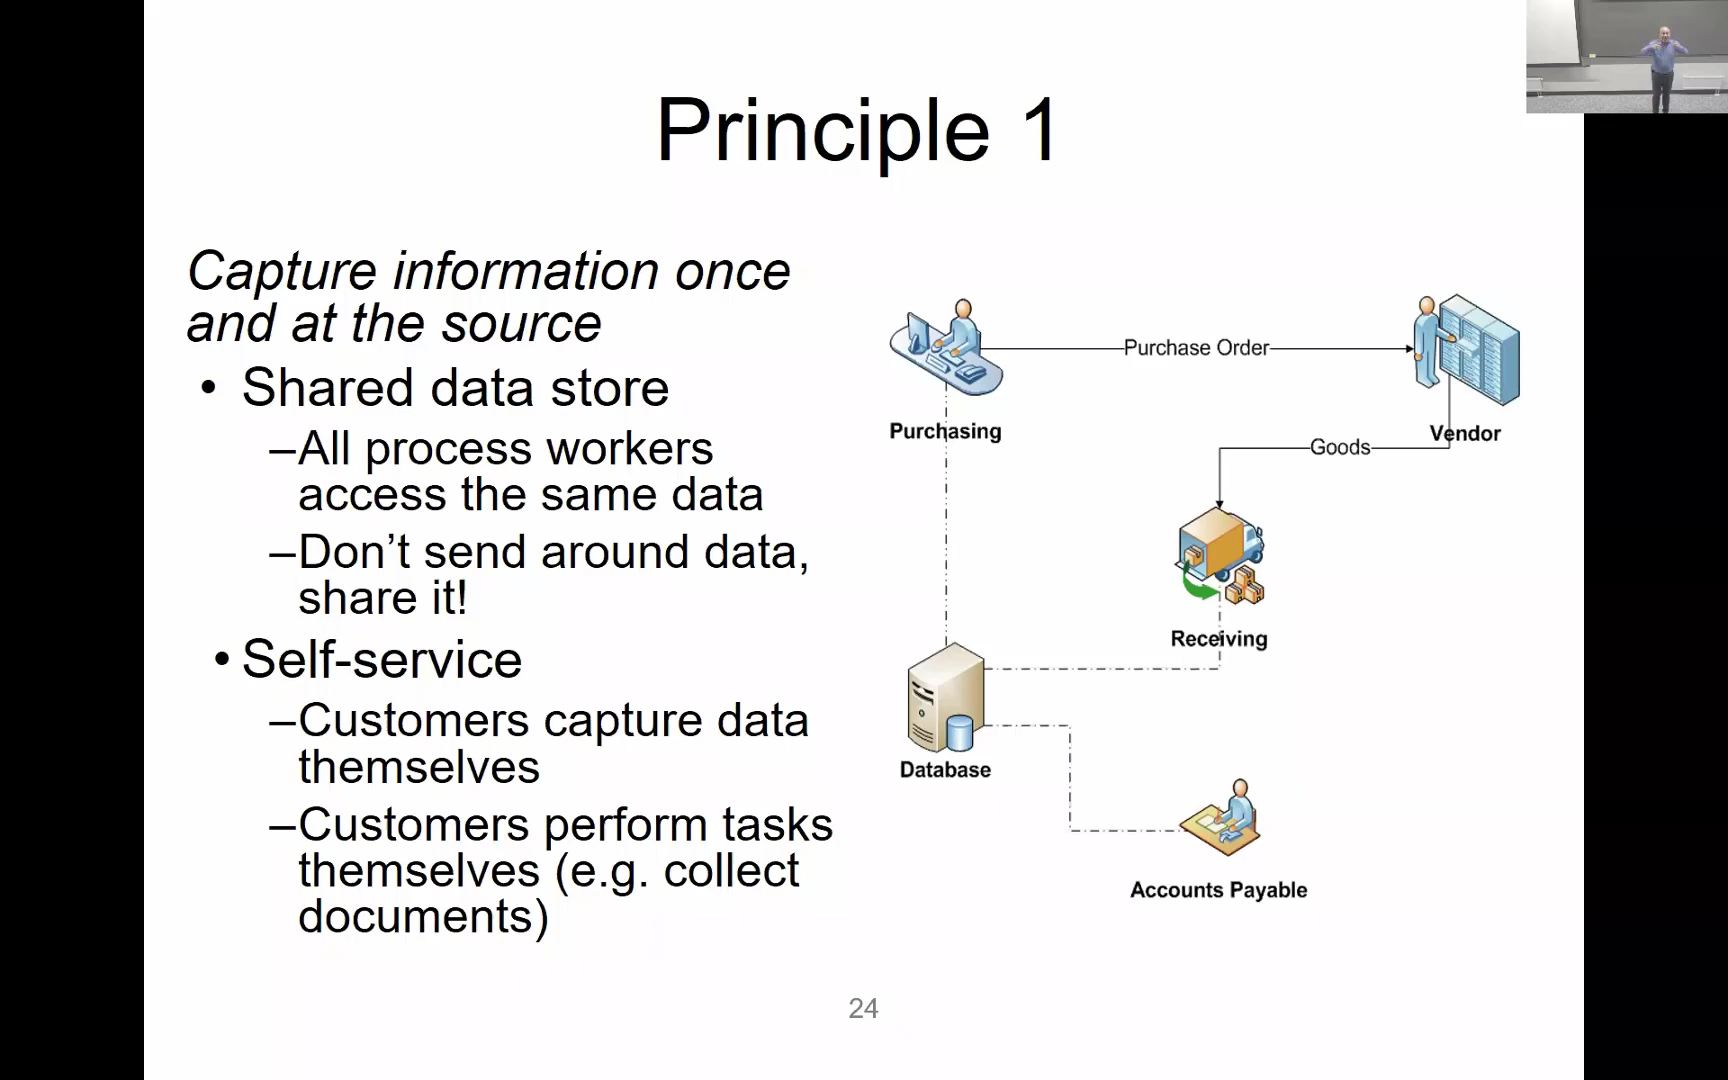 Principle 1
Capture information once
and at the source
• Shared data store
–All process workers
access the same data
–Don’t send around data,
share it!
• Self-service
–Customers capture data
themselves
–Customers perform tasks
themselves (e.g. collect
documents)
Purchase Order
Purchasing
Vendor
Goods
Receiving
Database
Accounts Payable
24